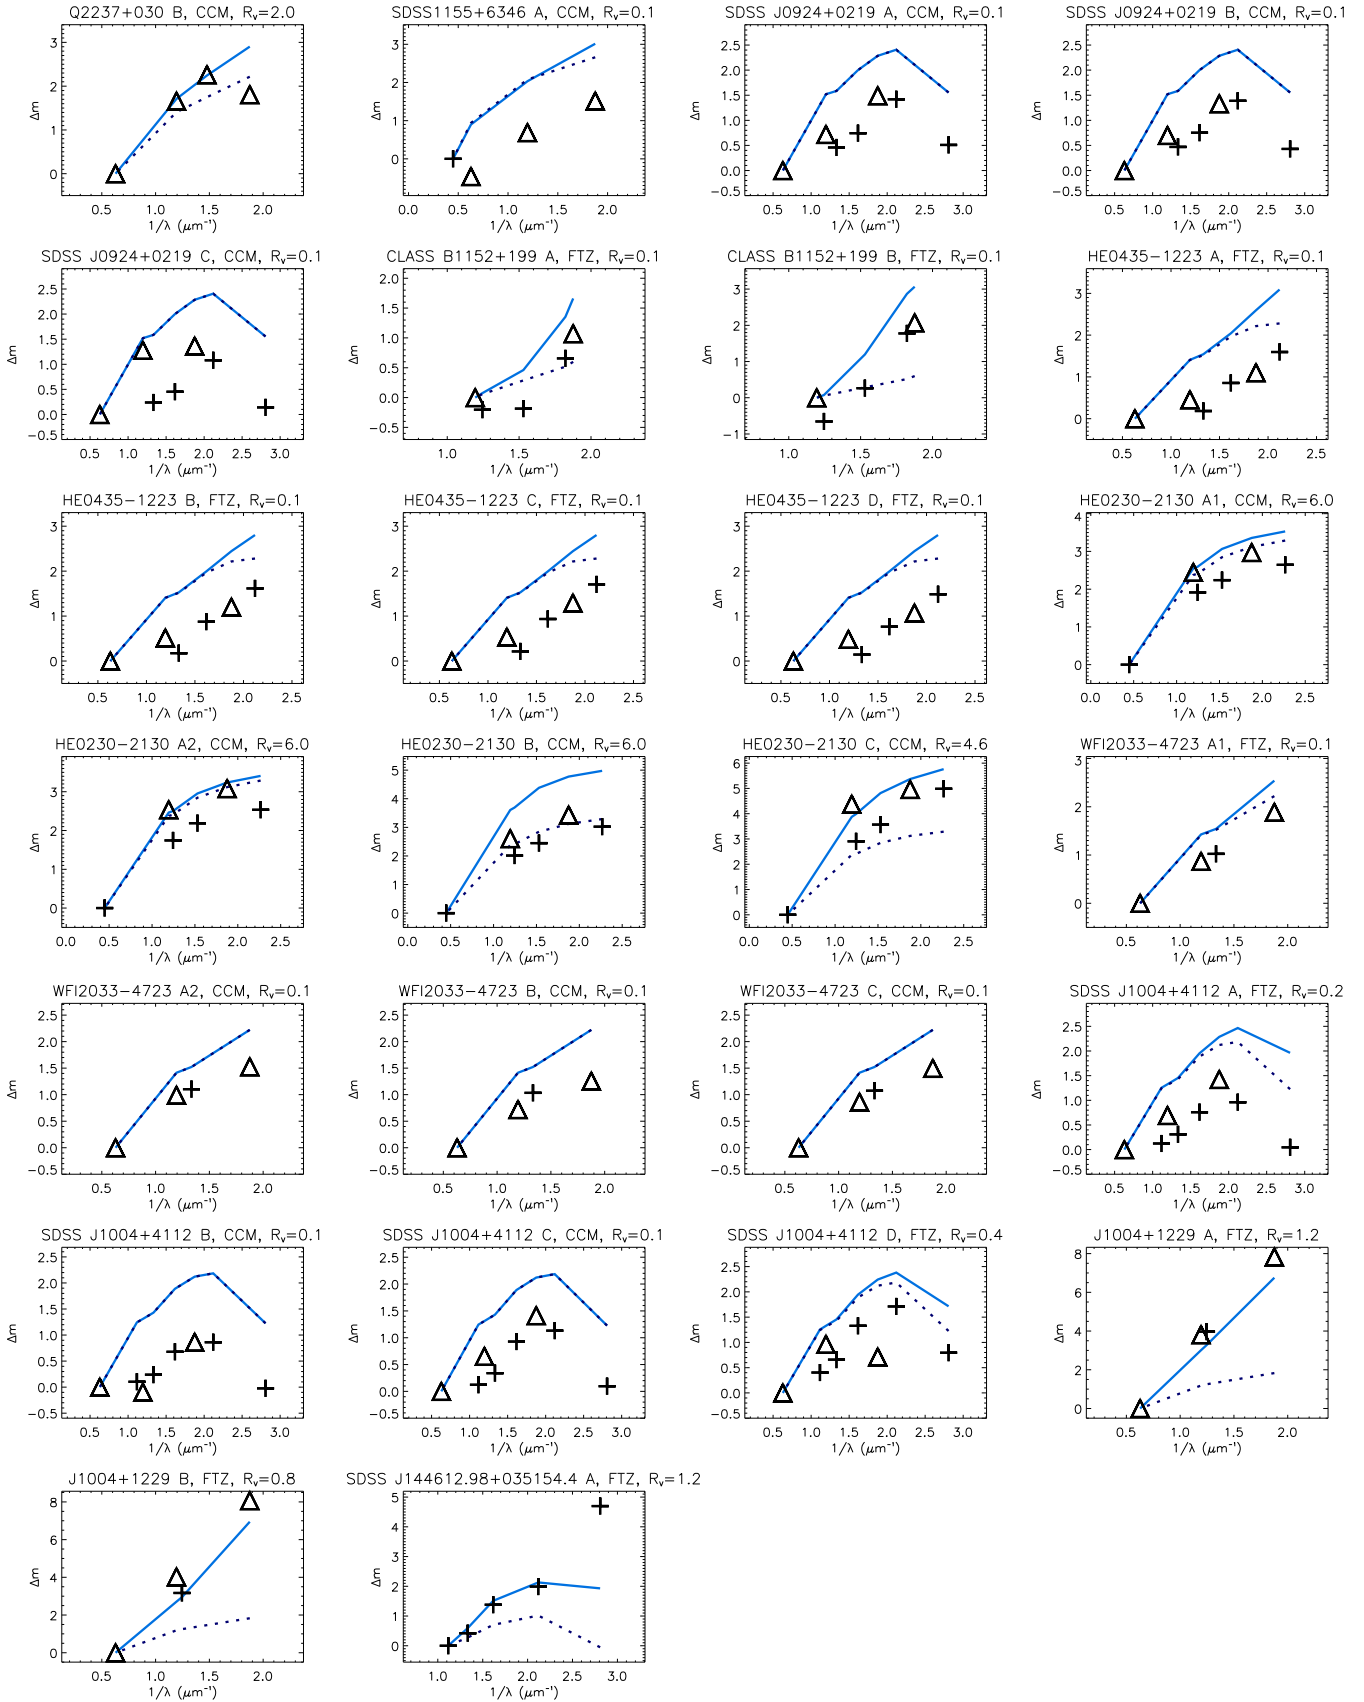 Q2237+030 B, CCM, Rv=2.0
SDSS1155+6346 A, CCM, Rv=0.1
SDSS J0924+0219 A, CCM, Rv=0.1
SDSS J0924+0219 B, CCM, Rv=0.1
SDSS J0924+0219 C, CCM, Rv=0.1
CLASS B1152+199 A, FTZ, Rv=0.1
CLASS B1152+199 B, FTZ, Rv=0.1
HE0435-1223 A, FTZ, Rv=0.1
HE0435-1223 B, FTZ, Rv=0.1
HE0435-1223 C, FTZ, Rv=0.1
HE0435-1223 D, FTZ, Rv=0.1
HE0230-2130 A1, CCM, Rv=6.0
HE0230-2130 A2, CCM, Rv=6.0
HE0230-2130 B, CCM, Rv=6.0
HE0230-2130 C, CCM, Rv=4.6
WFI2033-4723 A1, FTZ, Rv=0.1
WFI2033-4723 A2, CCM, Rv=0.1
WFI2033-4723 B, CCM, Rv=0.1
WFI2033-4723 C, CCM, Rv=0.1
SDSS J1004+4112 A, FTZ, Rv=0.2
SDSS J1004+4112 B, CCM, Rv=0.1
SDSS J1004+4112 C, CCM, Rv=0.1
SDSS J1004+4112 D, FTZ, Rv=0.4
J1004+1229 A, FTZ, Rv=1.2
J1004+1229 B, FTZ, Rv=0.8
SDSS J144612.98+035154.4 A, FTZ, Rv=1.2
Δm
1/λ (μm⁻¹)